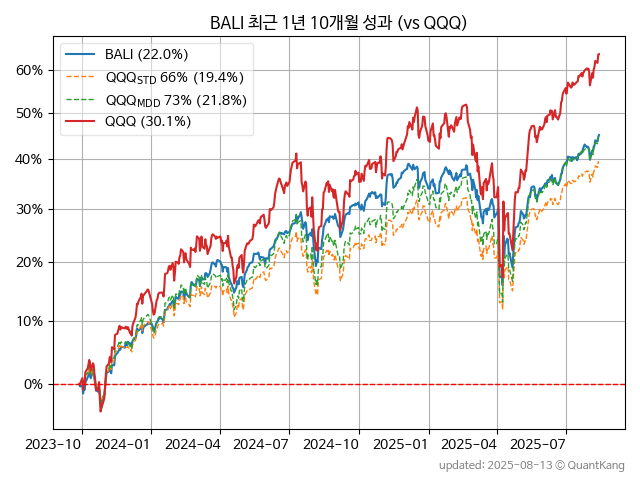 BALI 최근 1년 10개월 성과 (vs QQQ)
BALI (22.0%)
QQQSTD 66% (19.4%)
QQQMDD 73% (21.8%)
QQQ (30.1%)
60%
50%
40%
30%
20%
10%
0%
2023-10 2024-01 2024-04 2024-07 2024-10 2025-01 2025-04 2025-07
updated: 2025-08-13 ⓒ QuantKang